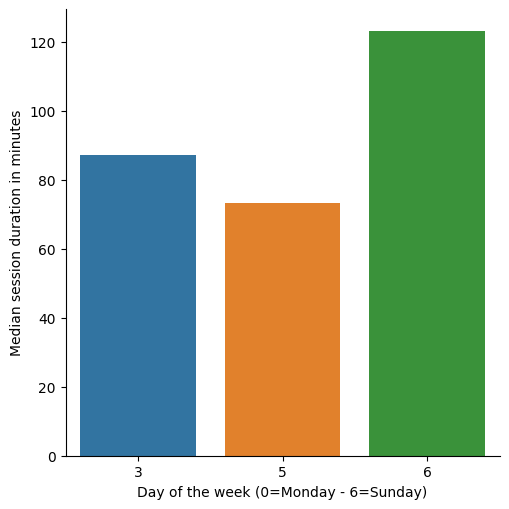 120
100
80
60
40
20
0
Median session duration in minutes
3 5 6
Day of the week (0=Monday - 6=Sunday)